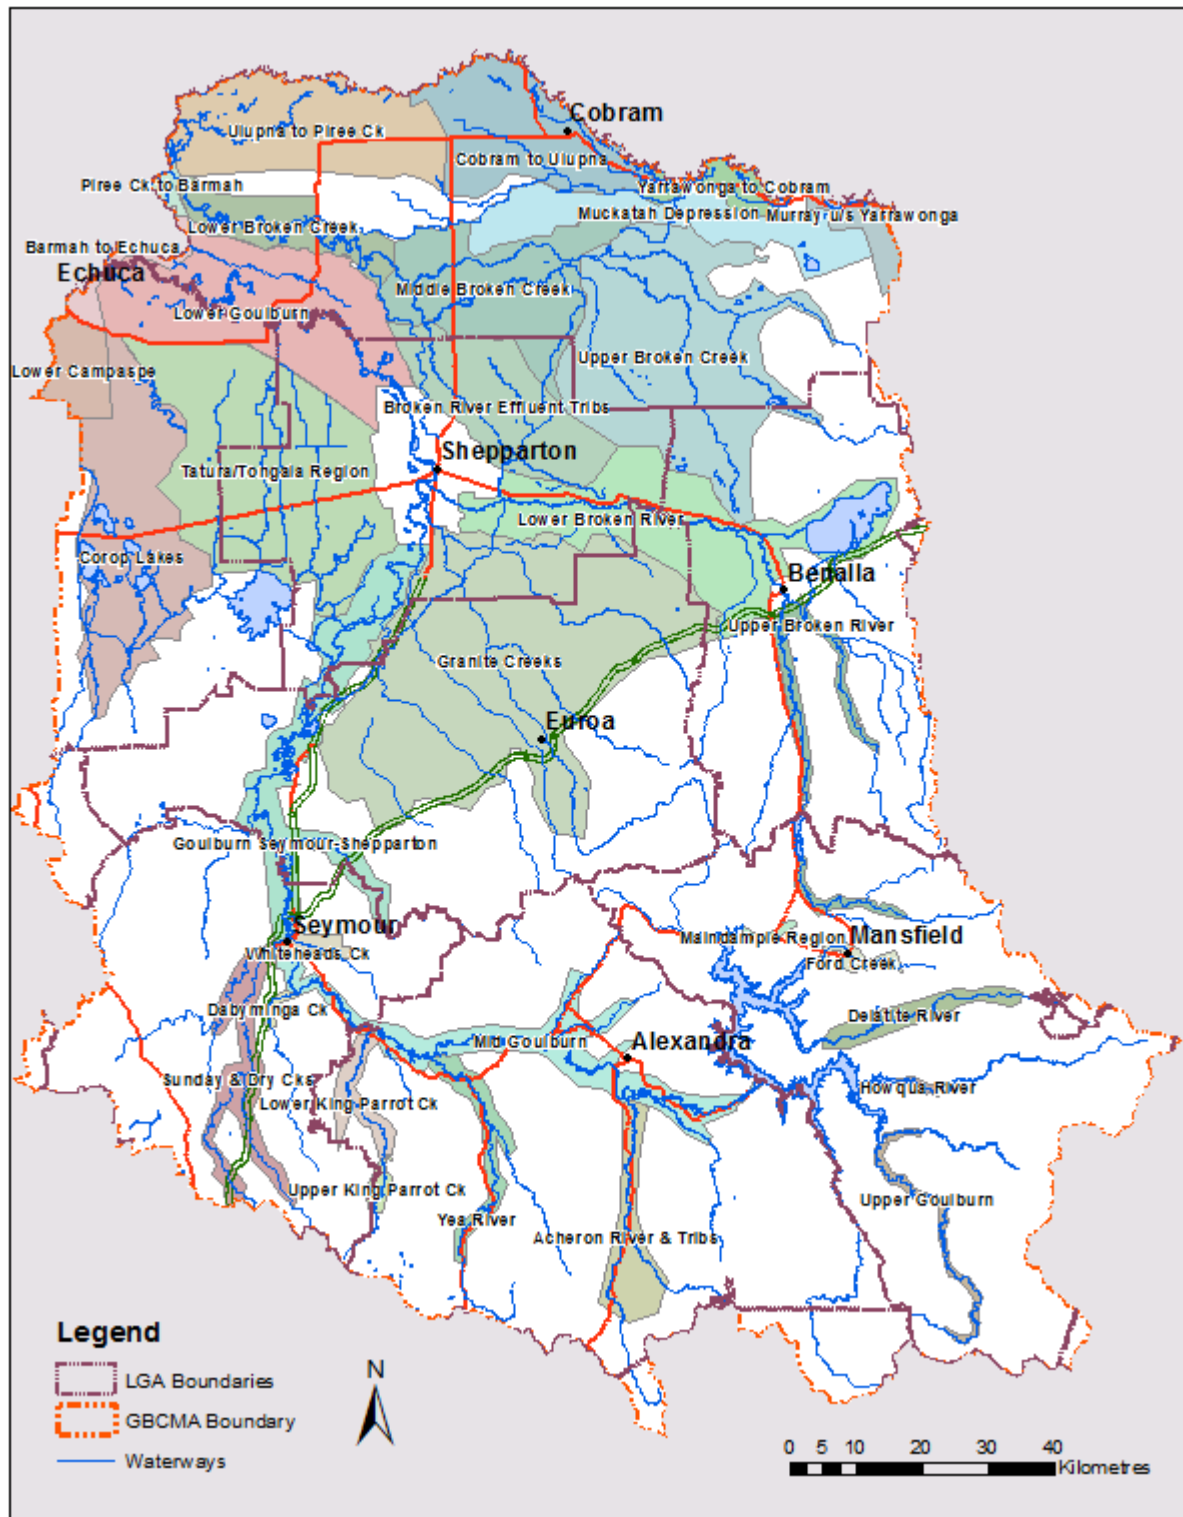 Cobram
Ulupna to Piree Ck
Cobram to Ulupna
Piree Ck to Barmah
Yarrawonga to Cobram
Muckatah Depression
Murray u/s Yarrawonga
Lower Broken Creek
Barmah to Echuca
Echuca
Middle Broken Creek
Lower Goulburn
Upper Broken Creek
Lower Campaspe
Broken River Effluent Tribs
Shepparton
Tatura/Tongala Region
Lower Broken River
Corop Lakes
Benalla
Upper Broken River
Granite Creeks
Euroa
Goulburn Seymour-Shepparton
Seymour
Maindample Region
Mansfield
Whiteheads Ck
Ford Creek
Dabyminga Ck
Delatite River
Mid Goulburn
Alexandra
Sunday & Dry Cks
Howqua River
Lower King Parrot Ck
Upper King Parrot Ck
Upper Goulburn
Yea River
Acheron River & Tribs
Legend
LGA Boundaries
GBCMA Boundary
Waterways
N
0 5 10 20 30 40
Kilometres